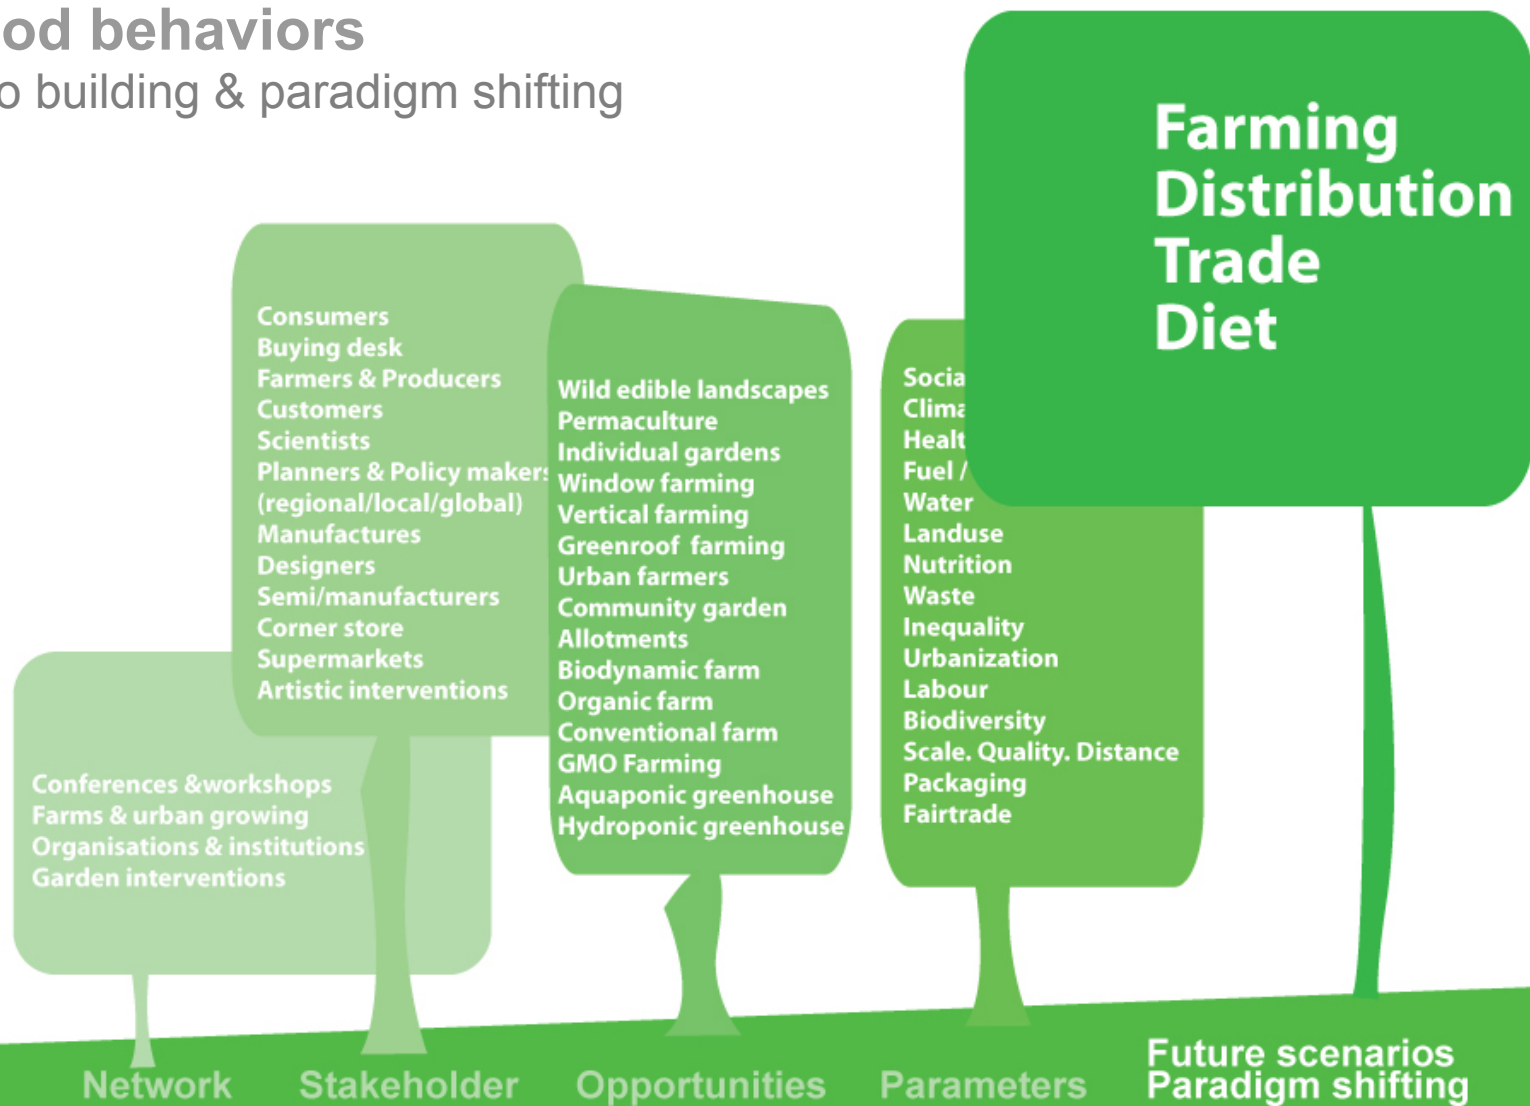 od behaviors
o building & paradigm shifting
Farming
Distribution
Trade
Diet
Consumers
Buying desk
Farmers & Producers
Customers
Scientists
Planners & Policy makers
(regional/local/global)
Manufactures
Designers
Semi/manufacturers
Corner store
Supermarkets
Artistic interventions
Wild edible landscapes
Permaculture
Individual gardens
Window farming
Vertical farming
Greenroof farming
Urban farmers
Community garden
Allotments
Biodynamic farm
Organic farm
Conventional farm
GMO Farming
Aquaponic greenhouse
Hydroponic greenhouse
Socia
Clima
Healt
Fuel /
Water
Landuse
Nutrition
Waste
Inequality
Urbanization
Labour
Biodiversity
Scale. Quality. Distance
Packaging
Fairtrade
Conferences &workshops
Farms & urban growing
Organisations & institutions
Garden interventions
Network
Stakeholder
Opportunities
Parameters
Future scenarios
Paradigm shifting